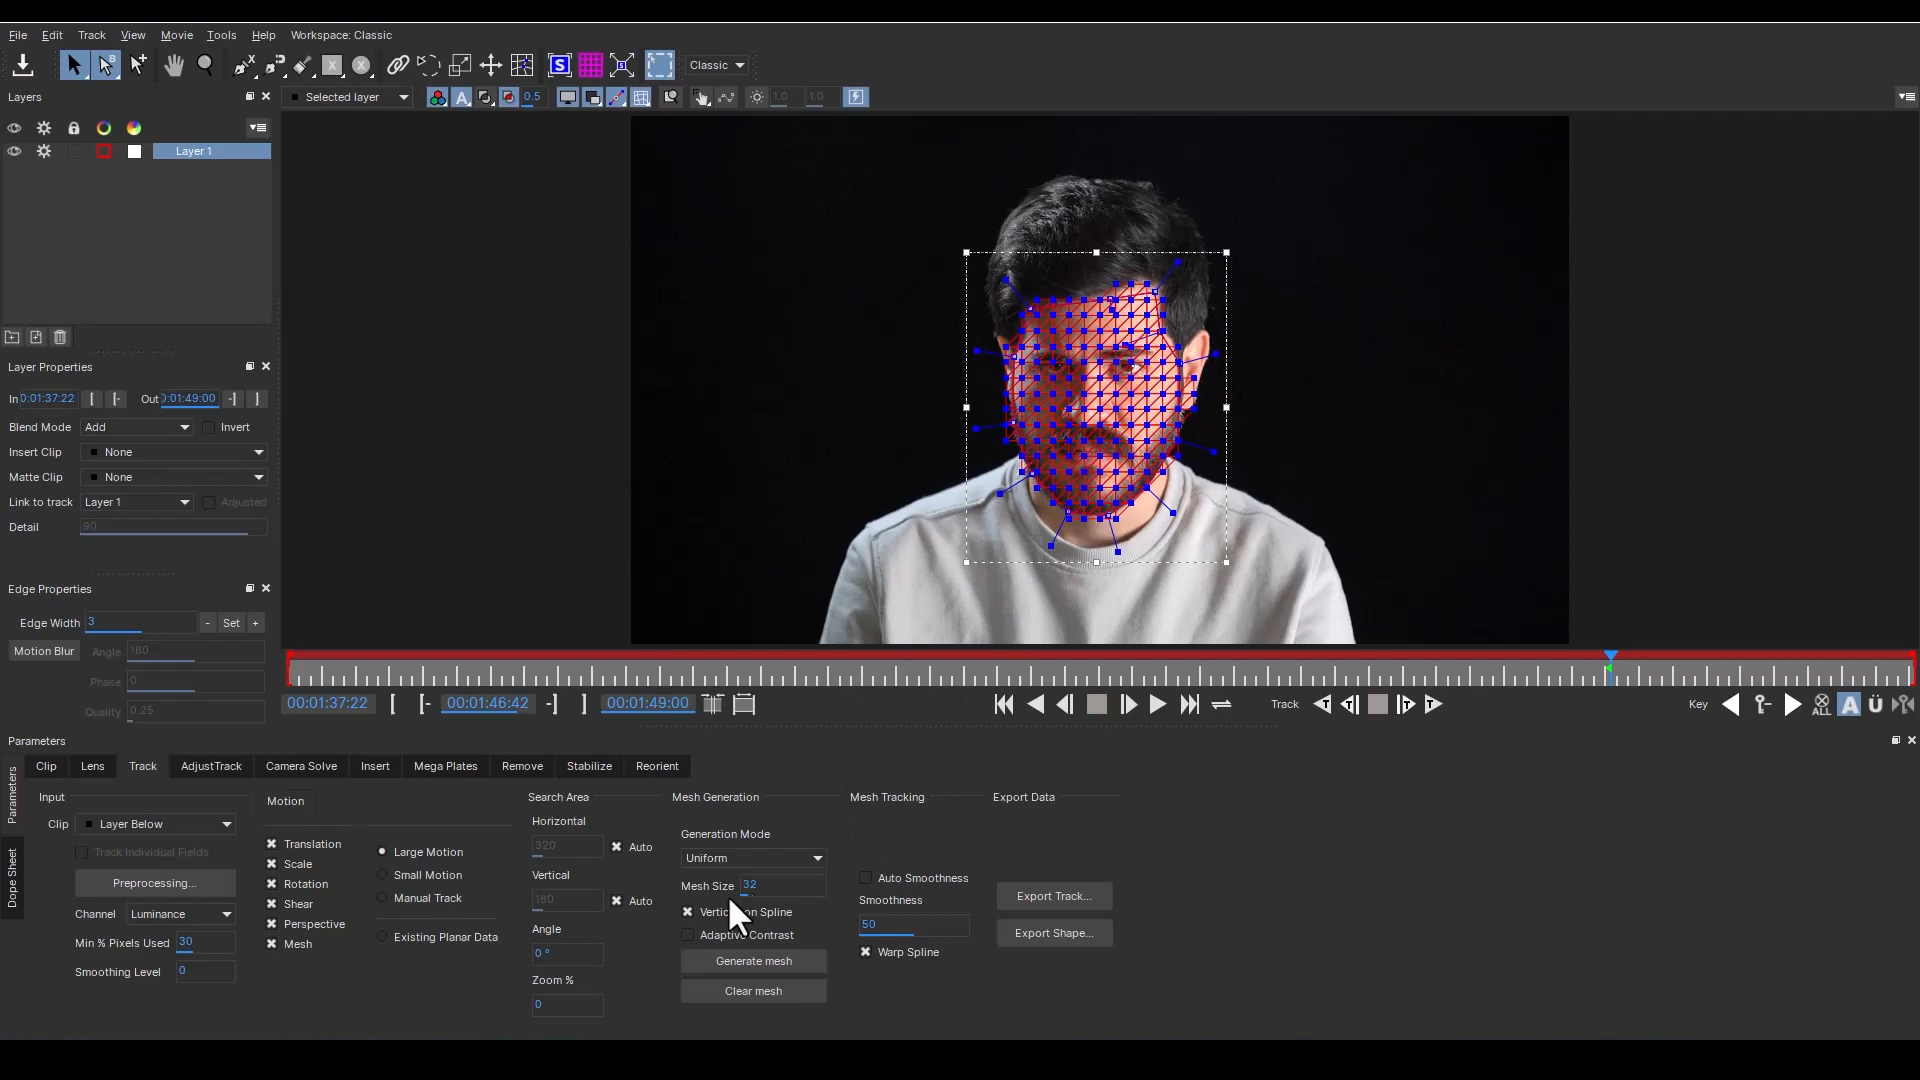 File Edit Track View Movie Tools Help Workspace: Classic
S Classic
Layers
Selected layer A 0.5 1.0 1.0
Layer 1
Layer Properties
In 0:01:37:22 [ [- Out 0:01:49:00 -] ]
Blend Mode Add Invert
Insert Clip None
Matte Clip None
Link to track Layer 1 Adjusted
Detail 90
Edge Properties
Edge Width 3 - Set +
Motion Blur Angle 180
Phase 0
Quality 0.25
00:01:37:22 [ [- 00:01:46:42 -] ] 00:01:49:00 Track T T T T Key ALL A Ü
Parameters
Parameters
Dope Sheet
Clip Lens Track AdjustTrack Camera Solve Insert Mega Plates Remove Stabilize Reorient
Input
Clip Layer Below
Track Individual Fields
Preprocessing...
Channel Luminance
Min % Pixels Used 30
Smoothing Level 0
Motion
Translation
Scale
Rotation
Shear
Perspective
Mesh
Large Motion
Small Motion
Manual Track
Existing Planar Data
Search Area
Horizontal
320 Auto
Vertical
180 Auto
Angle
0 °
Zoom %
0
Mesh Generation
Generation Mode
Uniform
Mesh Size 32
on Spline
Adaptive Contrast
Generate mesh
Clear mesh
Mesh Tracking
Auto Smoothness
Smoothness
50
Warp Spline
Export Data
Export Track...
Export Shape...